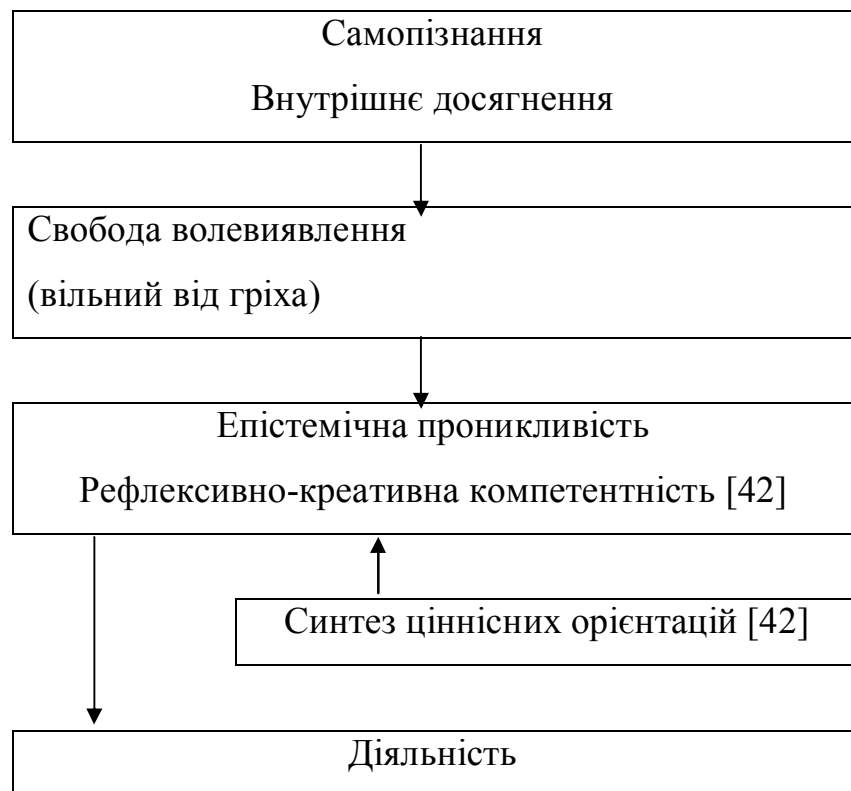 Самопізнання
Внутрішнє досягнення
Свобода волевиявлення
(вільний від гріха)
Епістемічна проникливість
Рефлексивно-креативна компетентність [42]
Синтез ціннісних орієнтацій [42]
Діяльність